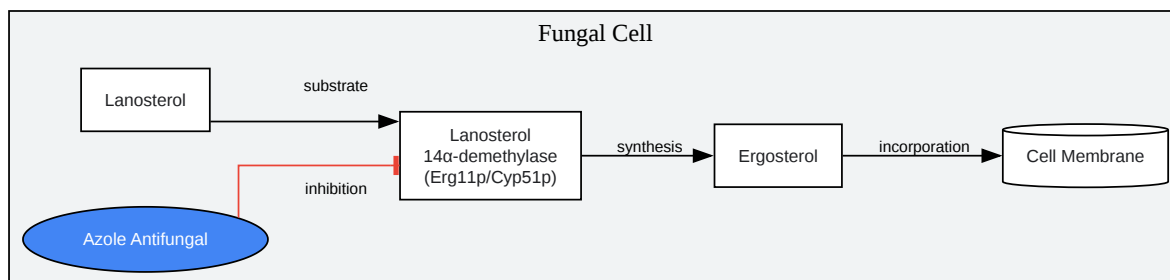 Fungal Cell
Lanosterol
substrate
Lanosterol
14α-demethylase
(Erg11p/Cyp51p)
synthesis
Ergosterol
incorporation
Cell Membrane
inhibition
Azole Antifungal